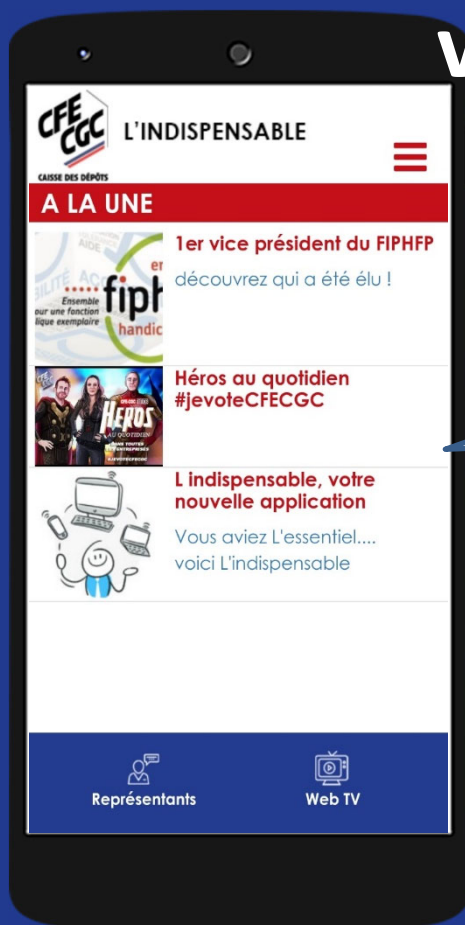 V
CFE
CGC
CAISSE DES DÉPÔTS
L'INDISPENSABLE
A LA UNE
1er vice président du FIPHFP
découvrez qui a été élu !
Ensemble
our une fonction
lique exemplaire
fiph
handic
Héros au quotidien
#jevoteCFECGC
HÉROS
AU QUOTIDIEN
L indispensable, votre
nouvelle application
Vous aviez L'essentiel....
voici L'indispensable
Représentants
Web TV